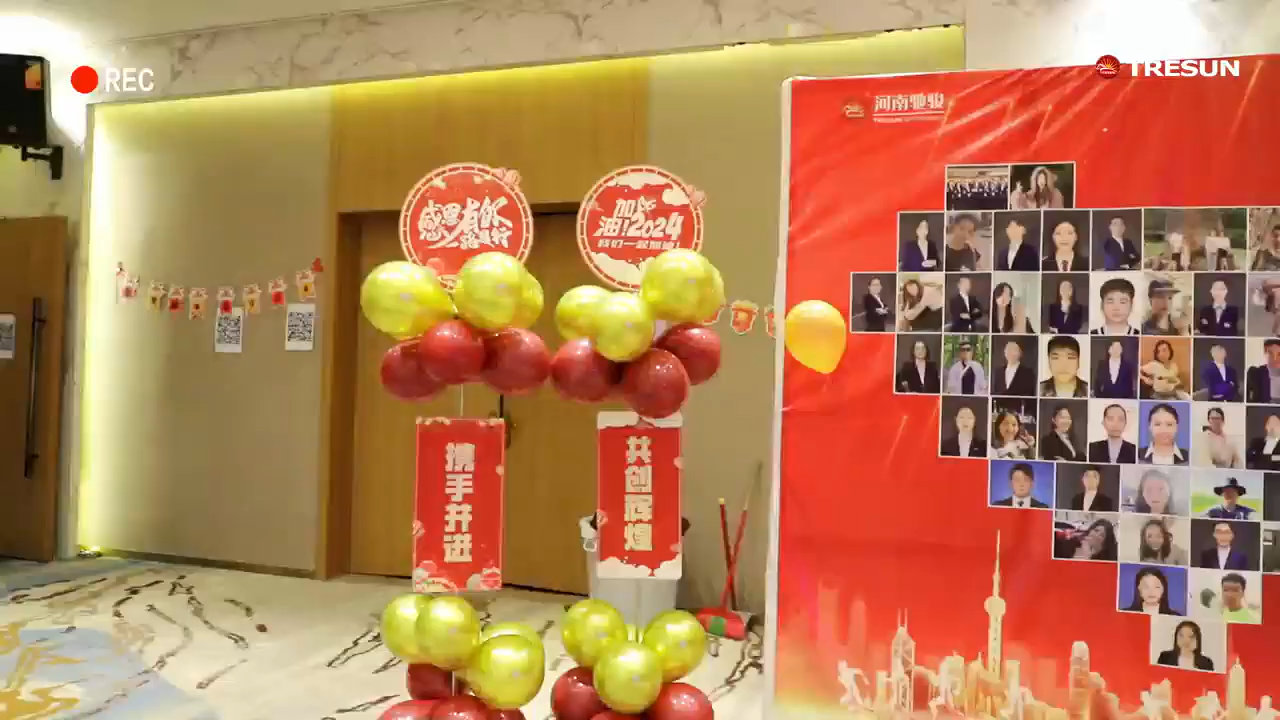 REC
TRESUN
河南驰骏
感恩有你
一路同行
加
油!2024
我们一起加油!
携手并进
共创辉煌